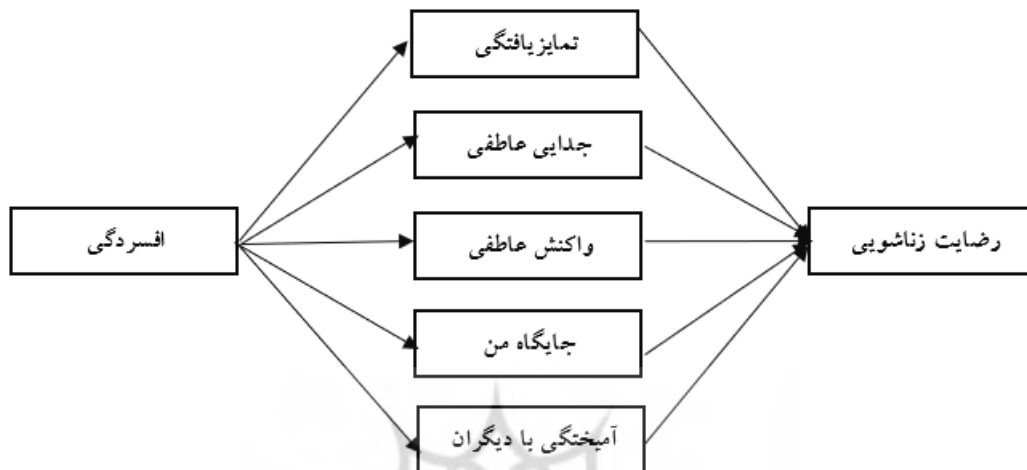 تمایزیافتگی
جدایی عاطفی
افسردگی
واکنش عاطفی
رضایت زناشویی
جایگاه من
آمیختگی با دیگران